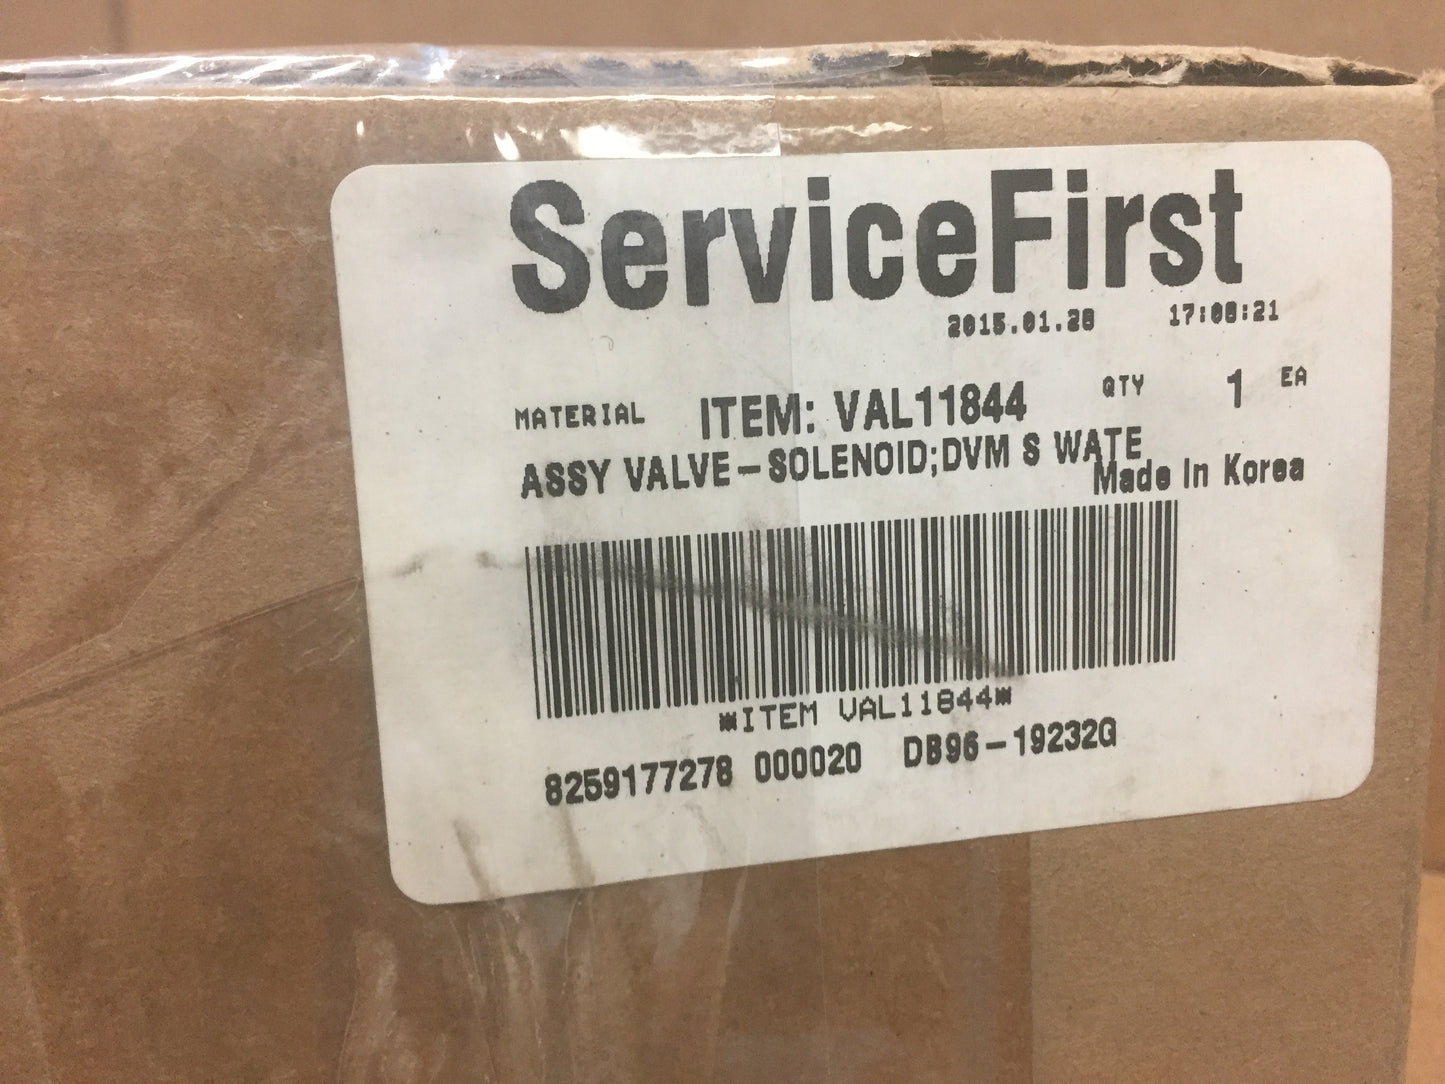 ServiceFirst
2015.01.28 17:08:21
MATERIAL ITEM: VAL11844 QTY 1 EA
ASSY VALVE-SOLENOID;DVM S WATE
Made In Korea
*ITEM VAL11844*
8259177278 000020 DB96-19232G